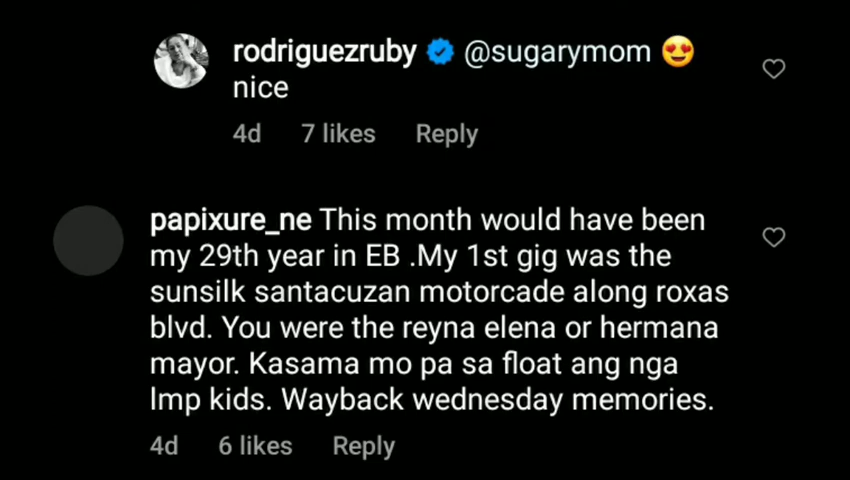 rodriguezruby @sugarymom 😍
nice
4d 7 likes Reply
papixure_ne This month would have been
my 29th year in EB .My 1st gig was the
sunsilk santacuzan motorcade along roxas
blvd. You were the reyna elena or hermana
mayor. Kasama mo pa sa float ang nga
lmp kids. Wayback wednesday memories.
4d 6 likes Reply